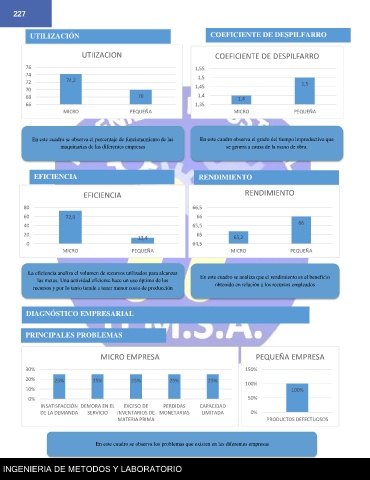 227
UTILIZACIÓN
COEFICIENTE DE DESPILFARRO
UTIIZACION
76
74
72
70
68
66
74,2
70
MICRO PEQUEÑA
COEFICIENTE DE DESPILFARRO
1,55
1,5
1,45
1,4
1,35
1,4
1,5
MICRO PEQUEÑA
En este cuadro se observa el porcentaje de funcionamiento de las
maquinarias de las diferentes empresas
En este cuadro observa el grado del tiempo improductivo que
se genera a causa de la mano de obra.
EFICIENCIA
RENDIMIENTO
EFICIENCIA
80
60
40
20
0
72,9
13,4
MICRO PEQUEÑA
RENDIMIENTO
66,5
66
65,5
65
64,5
66
MICRO PEQUEÑA
La eficiencia analiza el volumen de recursos utilizados para alcanzar
las metas. Una actividad eficiente hace un uso óptimo de los
recursos y por lo tanto tiende a tener menor costo de producción
En este cuadro se analiza que el rendimiento es el beneficio
obtenido en relación a los recursos empleados
DIAGNÓSTICO EMPRESARIAL
U.M.S.A.
PRINCIPALES PROBLEMAS
MICRO EMPRESA
30%
20%
10%
0%
25% 25% 25% 25% 25%
INSATISFACCIÓN DEMORA EN EL EXCESO DE PERDIDAS CAPACIDAD
DE LA DEMANDA SERVICIO INVENTARIOS DE MONETARIAS LIMITADA
MATERIA PRIMA
PEQUEÑA EMPRESA
150%
100%
50%
0%
100%
PRODUCTOS DEFECTUOSOS
En este cuadro se observa los problemas que existen en las diferentes empresas
INGENIERIA DE METODOS Y LABORATORIO